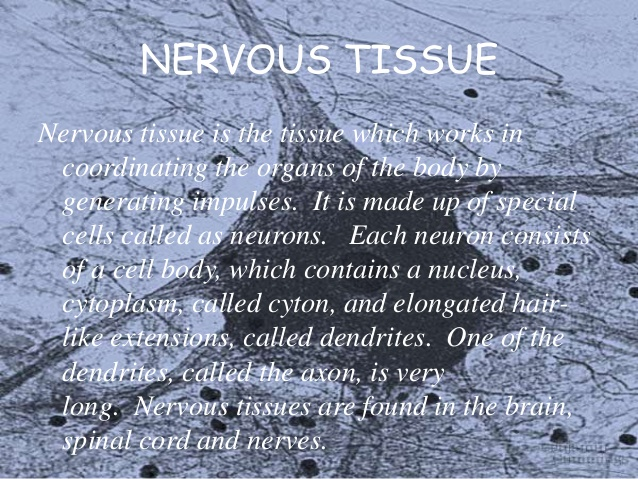 NERVOUS TISSUE
Nervous tissue is the tissue which works in
coordinating the organs of the body by
generating impulses.  It is made up of special
cells called as neurons.   Each neuron consists
of a cell body, which contains a nucleus,
cytoplasm, called cyton, and elongated hair-
like extensions, called dendrites.  One of the
dendrites, called the axon, is very
long.  Nervous tissues are found in the brain,
spinal cord and nerves.